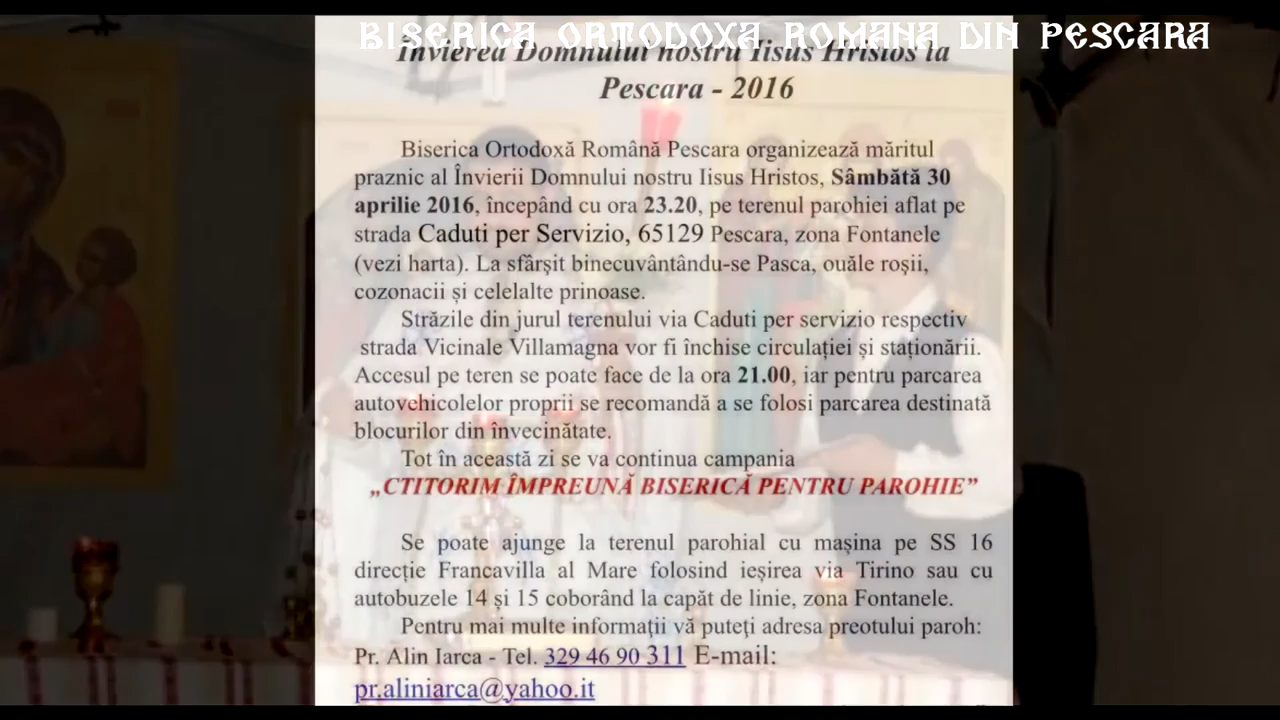 BISERICA ORTODOXA ROMANA DIN PESCARA
Învierea Domnului nostru Iisus Hristos la
Pescara - 2016
Biserica Ortodoxă Română Pescara organizează măritul
praznic al Învierii Domnului nostru Iisus Hristos, Sâmbătă 30
aprilie 2016, începând cu ora 23.20, pe terenul parohiei aflat pe
strada Caduti per Servizio, 65129 Pescara, zona Fontanele
(vezi harta). La sfârșit binecuvântându-se Pasca, ouăle roșii,
cozonacii și celelalte prinoase.
Străzile din jurul terenului via Caduti per servizio respectiv
strada Vicinale Villamagna vor fi închise circulației și staționării.
Accesul pe teren se poate face de la ora 21.00, iar pentru parcarea
autovehicolelor proprii se recomandă a se folosi parcarea destinată
blocurilor din învecinătate.
Tot în această zi se va continua campania
„CTITORIM ÎMPREUNĂ BISERICĂ PENTRU PAROHIE”
Se poate ajunge la terenul parohial cu mașina pe SS 16
direcție Francavilla al Mare folosind ieșirea via Tirino sau cu
autobuzele 14 și 15 coborând la capăt de linie, zona Fontanele.
Pentru mai multe informații vă puteți adresa preotului paroh:
Pr. Alin Iarca - Tel. 329 46 90 311 E-mail:
pr.aliniarca@yahoo.it